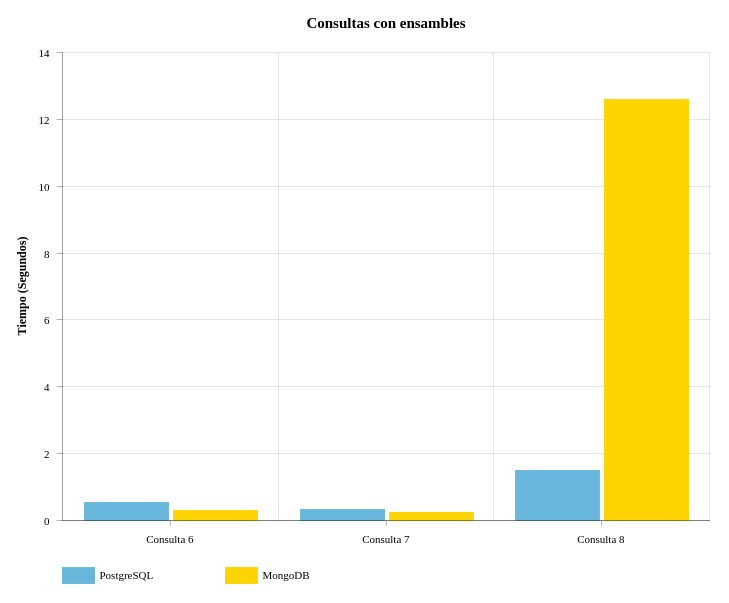 Consultas con ensambles
Tiempo (Segundos)
14
12
10
8
6
4
2
0
Consulta 6
Consulta 7
Consulta 8
PostgreSQL
MongoDB